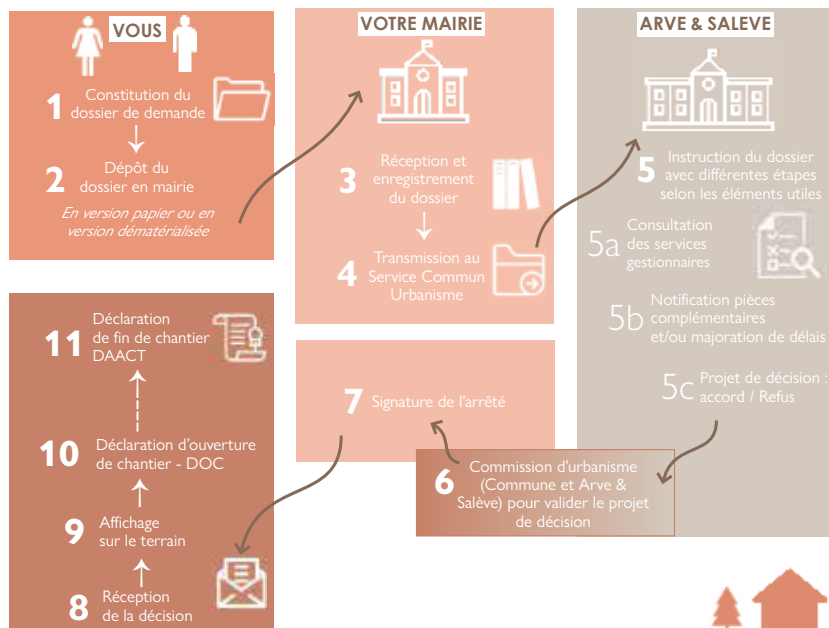 VOUS
1 Constitution du
dossier de demande
2 Dépôt du
dossier en mairie
En version papier ou en
version dématérialisée
VOTRE MAIRIE
3 Réception et
enregistrement
du dossier
4 Transmission au
Service Commun
Urbanisme
ARVE & SALEVE
5 Instruction du dossier
avec différentes étapes
selon les éléments utiles
5a Consultation
des services
gestionnaires
5b Notification pièces
complémentaires
et/ou majoration de délais
5c Projet de décision :
accord / Refus
6 Commission d'urbanisme
(Commune et Arve &
Salève) pour valider le projet
de décision
7 Signature de l'arrêté
11 Déclaration
de fin de chantier
DAACT
10 Déclaration d'ouverture
de chantier - DOC
9 Affichage
sur le terrain
8 Réception
de la décision